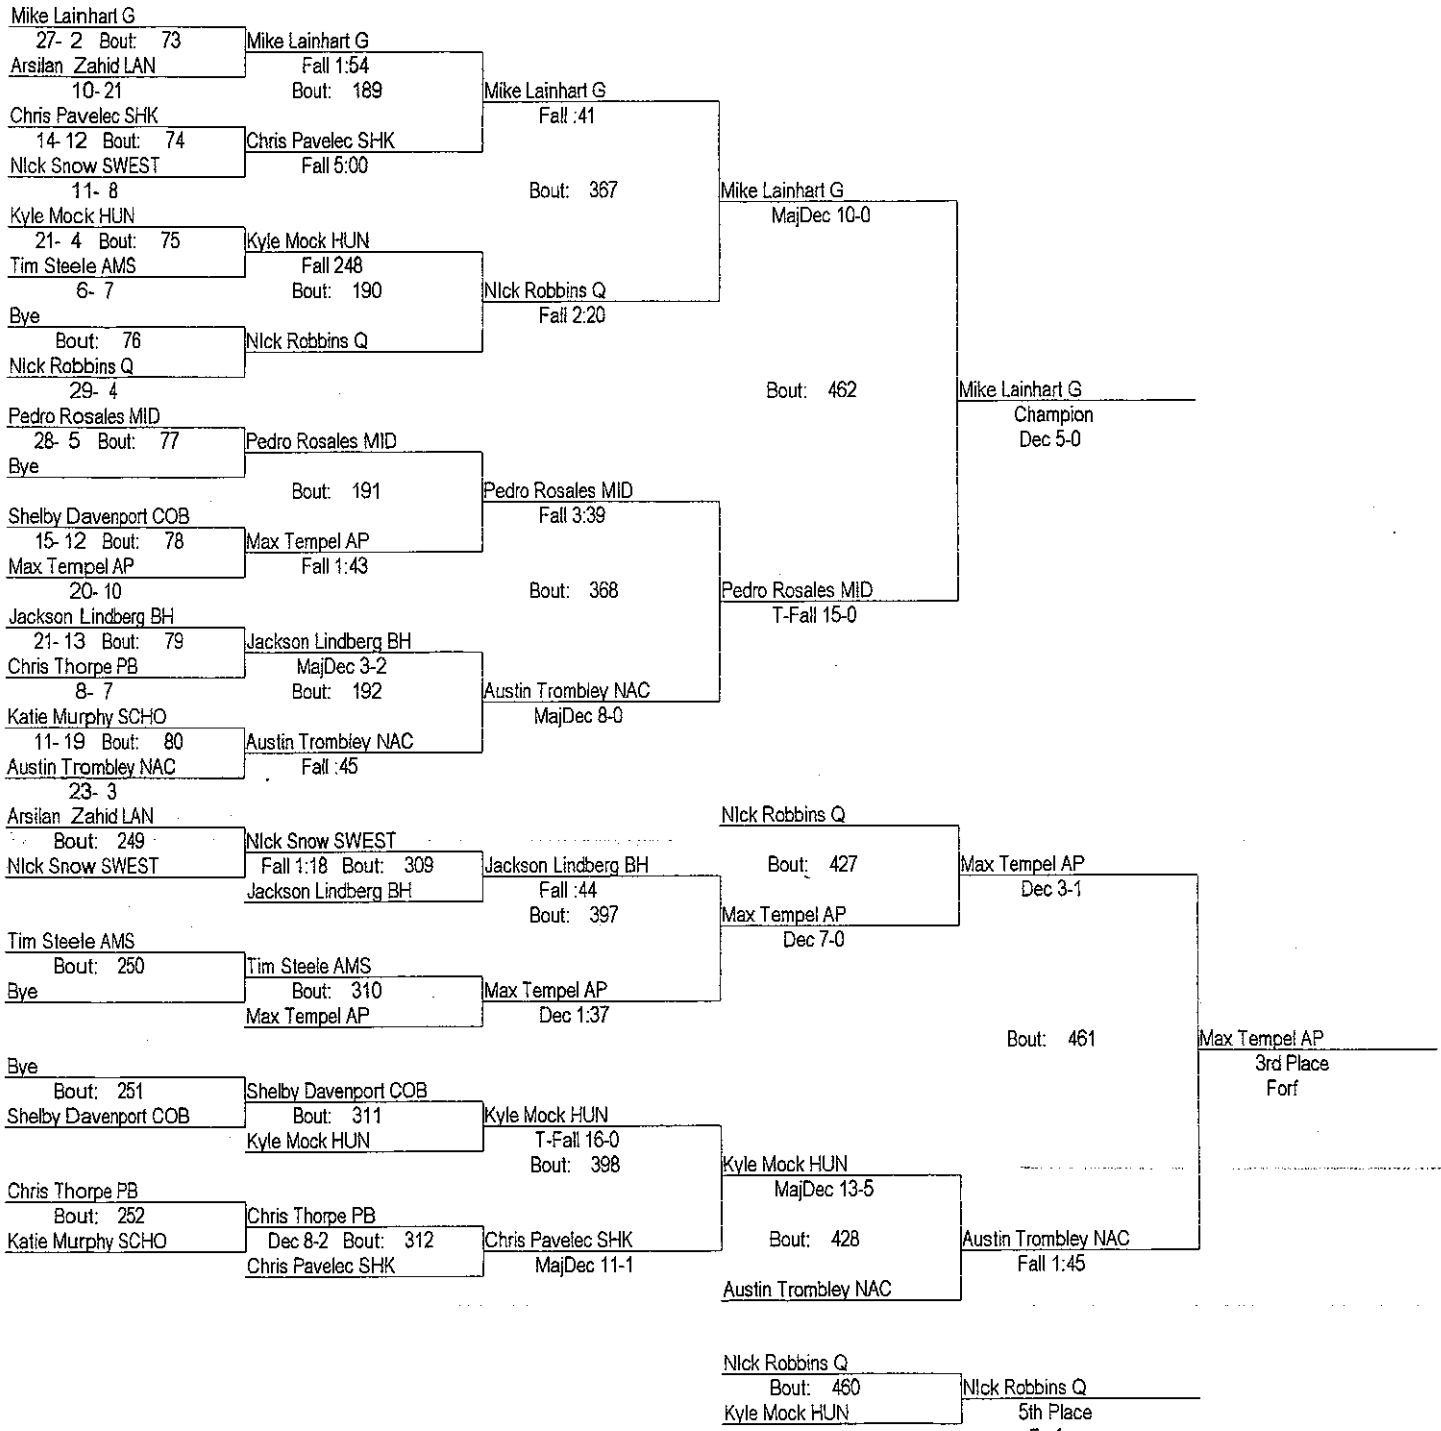 Mike Lainhart G
27- 2 Bout: 73
Arsilan Zahid LAN
10- 21
Chris Pavelec SHK
14- 12 Bout: 74
NIck Snow SWEST
11- 8
Kyle Mock HUN
21- 4 Bout: 75
Tim Steele AMS
6- 7
Bye
Bout: 76
NIck Robbins Q
29- 4
Pedro Rosales MID
28- 5 Bout: 77
Bye
Shelby Davenport COB
15- 12 Bout: 78
Max Tempel AP
20- 10
Jackson Lindberg BH
21- 13 Bout: 79
Chris Thorpe PB
8- 7
Katie Murphy SCHO
11- 19 Bout: 80
Austin Trombley NAC
23- 3
Mike Lainhart G
Fall 1:54
Bout: 189
Chris Pavelec SHK
Fall 5:00
Kyle Mock HUN
Fall 248
Bout: 190
NIck Robbins Q
Pedro Rosales MID
Bout: 191
Max Tempel AP
Fall 1:43
Jackson Lindberg BH
MajDec 3-2
Bout: 192
Austin Trombley NAC
Fall :45
Mike Lainhart G
Fall :41
Bout: 367
NIck Robbins Q
Fall 2:20
Pedro Rosales MID
Fall 3:39
Bout: 368
Austin Trombley NAC
MajDec 8-0
Mike Lainhart G
MajDec 10-0
Bout: 462
Pedro Rosales MID
T-Fall 15-0
Mike Lainhart G
Champion
Dec 5-0
Arsilan Zahid LAN
Bout: 249
NIck Snow SWEST
Tim Steele AMS
Bout: 250
Bye
Bye
Bout: 251
Shelby Davenport COB
Chris Thorpe PB
Bout: 252
Katie Murphy SCHO
NIck Snow SWEST
Fall 1:18 Bout: 309
Jackson Lindberg BH
Tim Steele AMS
Bout: 310
Max Tempel AP
Shelby Davenport COB
Bout: 311
Kyle Mock HUN
Chris Thorpe PB
Dec 8-2 Bout: 312
Chris Pavelec SHK
Jackson Lindberg BH
Fall :44
Bout: 397
Max Tempel AP
Dec 1:37
Kyle Mock HUN
T-Fall 16-0
Bout: 398
Chris Pavelec SHK
MajDec 11-1
NIck Robbins Q
Bout: 427
Max Tempel AP
Dec 7-0
Kyle Mock HUN
MajDec 13-5
Bout: 428
Austin Trombley NAC
Max Tempel AP
Dec 3-1
Bout: 461
Austin Trombley NAC
Fall 1:45
Max Tempel AP
3rd Place
Forf
NIck Robbins Q
Bout: 460
Kyle Mock HUN
NIck Robbins Q
5th Place